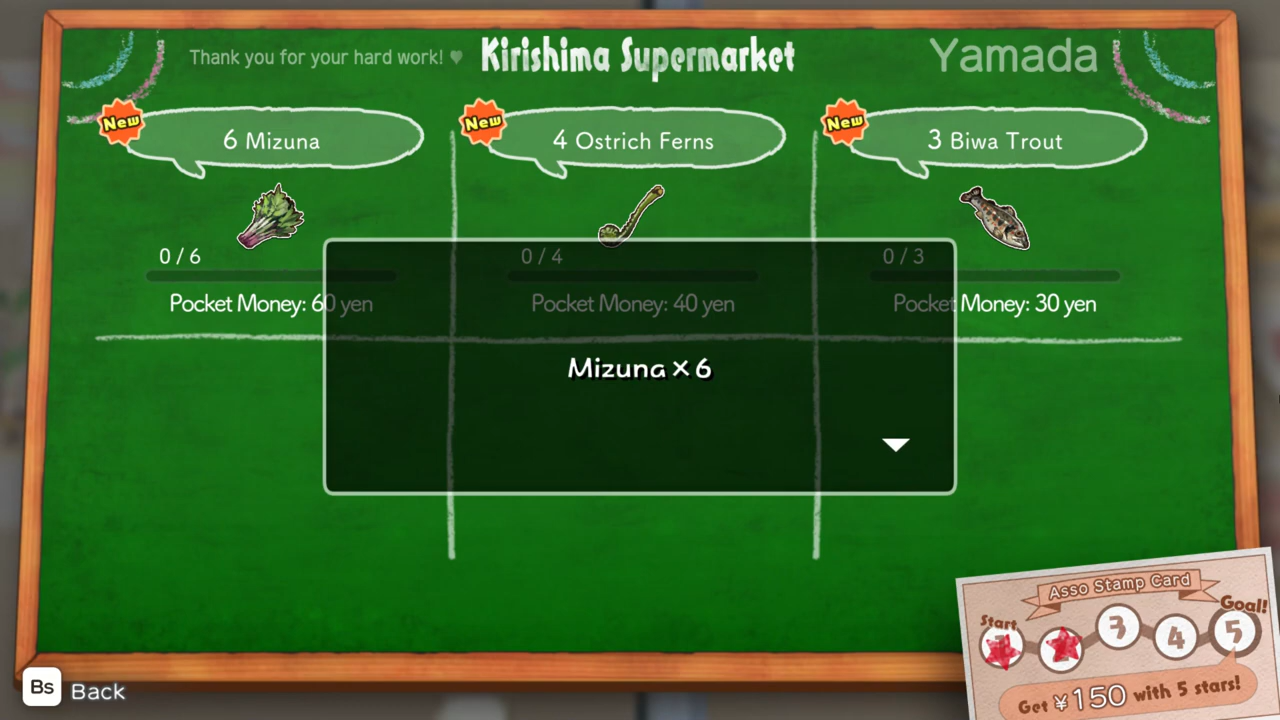 Thank you for your hard work! ♥ Kirishima Supermarket Yamada
New New New
6 Mizuna 4 Ostrich Ferns 3 Biwa Trout
0 / 6 0 / 4 0 / 3
Pocket Money: 60 yen Pocket Money: 40 yen Pocket Money: 30 yen
Mizuna × 6
Asso Stamp Card
Start Goal!
3 4 5
Get ¥150 with 5 stars!
Bs Back